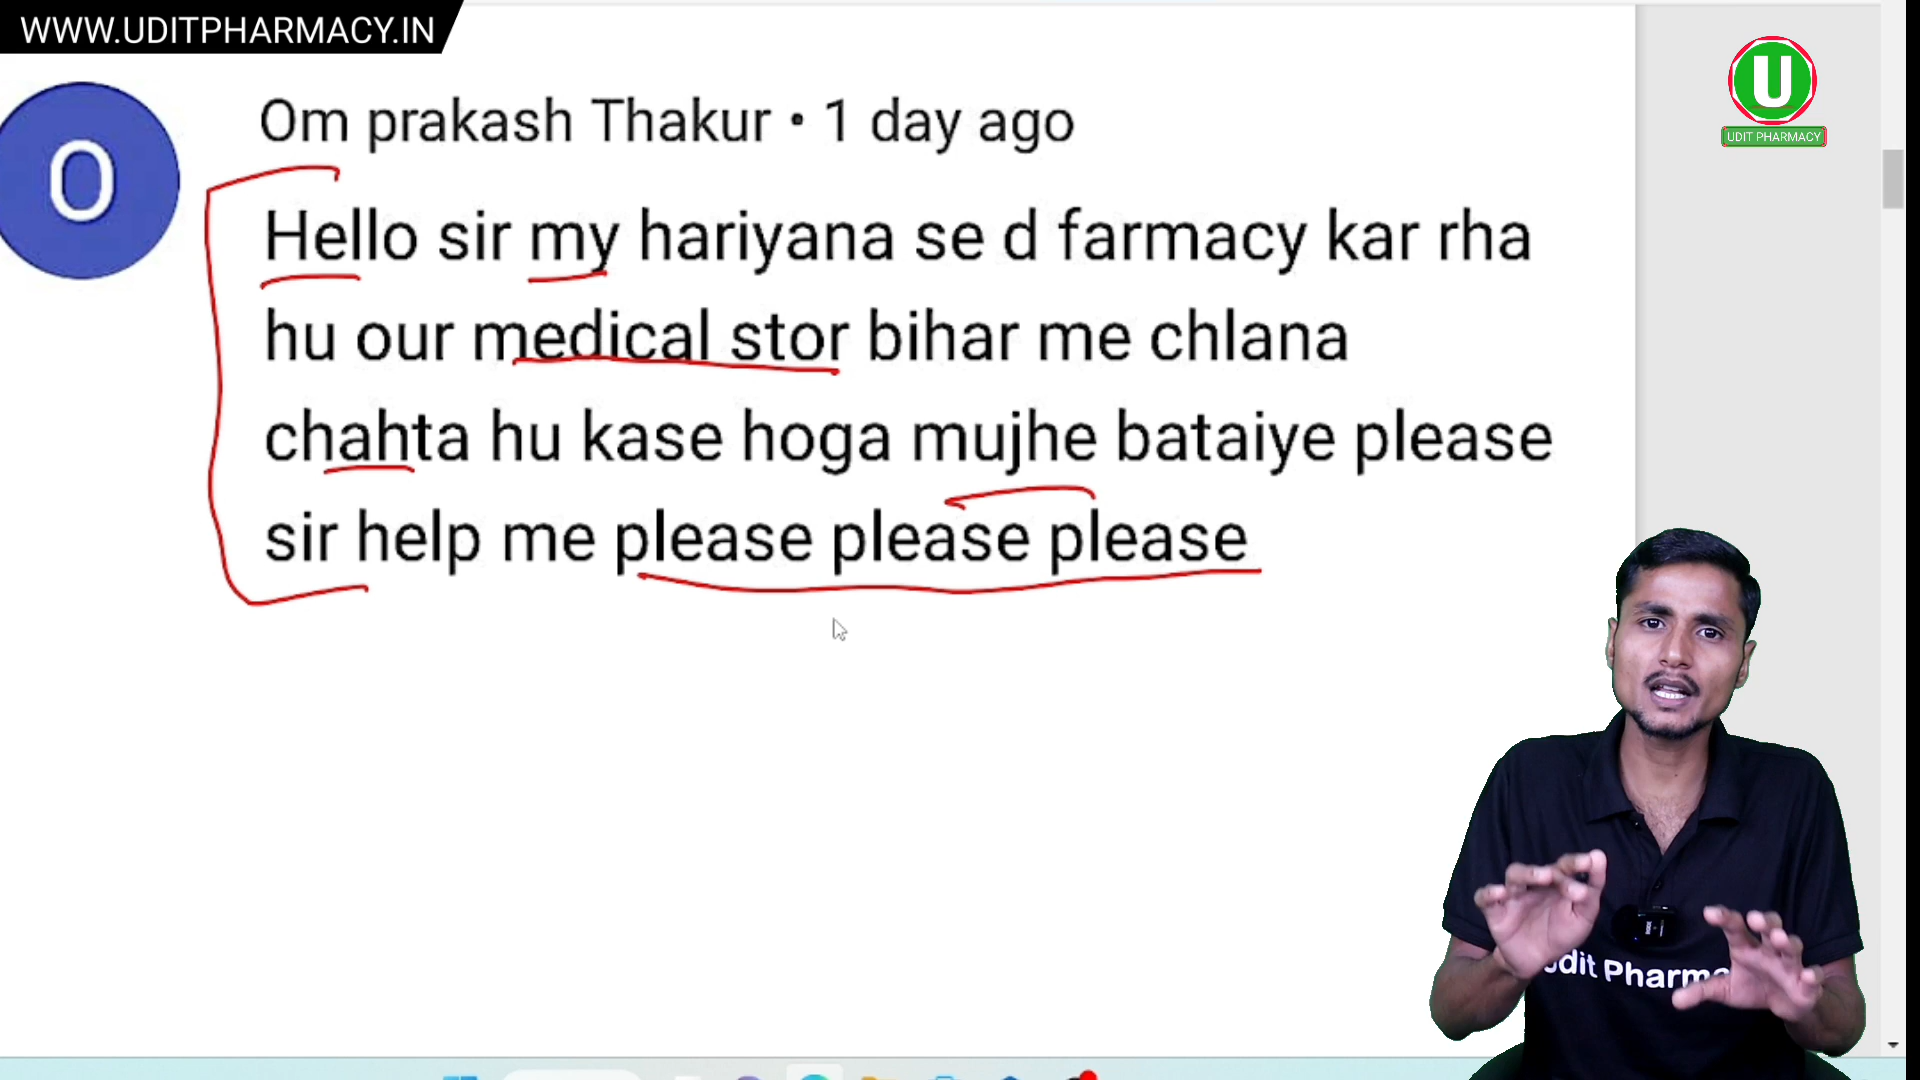 WWW.UDITPHARMACY.IN
U
UDIT PHARMACY
O
Om prakash Thakur • 1 day ago
Hello sir my hariyana se d farmacy kar rha
hu our medical stor bihar me chlana
chahta hu kase hoga mujhe bataiye please
sir help me please please please
dit Pharma